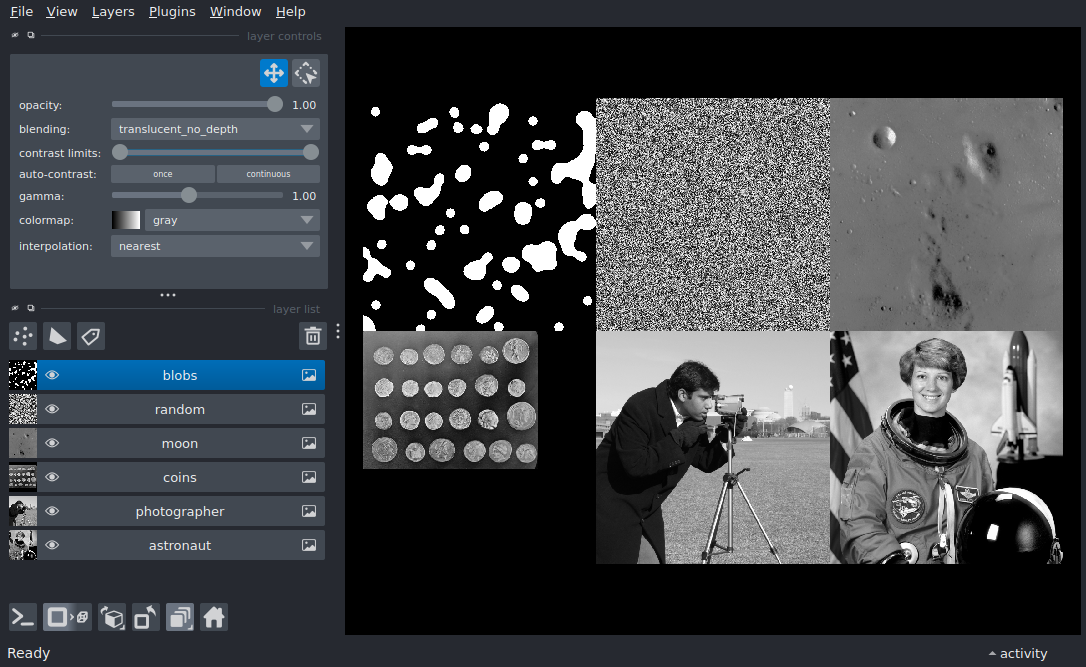 File View Layers Plugins Window Help
layer controls
opacity: 1.00
blending: translucent_no_depth
contrast limits:
auto-contrast: once continuous
gamma: 1.00
colormap: gray
interpolation: nearest
layer list
blobs
random
moon
coins
photographer
astronaut
Ready
activity